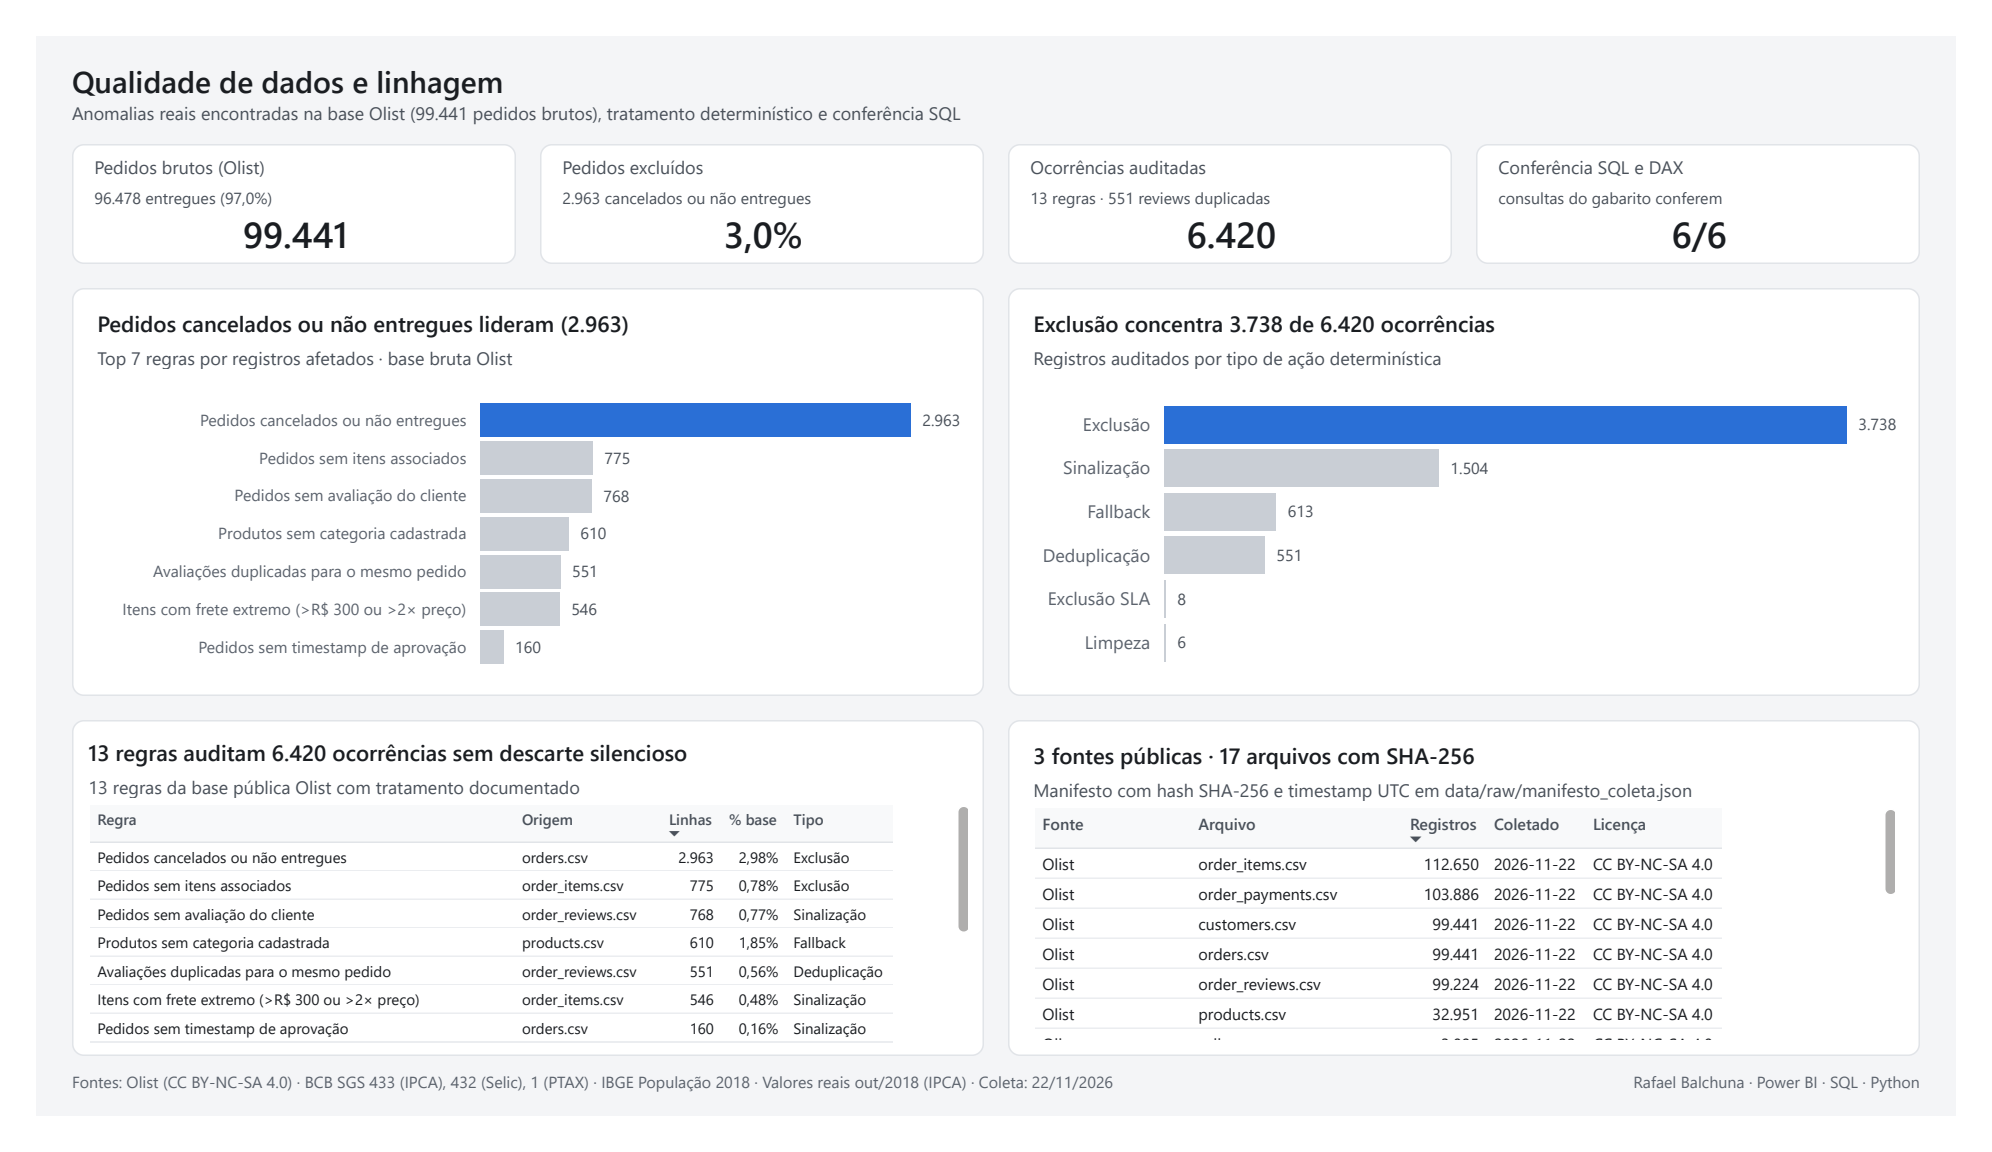 Qualidade de dados e linhagem
Anomalias reais encontradas na base Olist (99.441 pedidos brutos), tratamento determinístico e conferência SQL
Pedidos brutos (Olist)
96.478 entregues (97,0%)
99.441
Pedidos excluídos
2.963 cancelados ou não entregues
3,0%
Ocorrências auditadas
13 regras · 551 reviews duplicadas
6.420
Conferência SQL e DAX
consultas do gabarito conferem
6/6
Pedidos cancelados ou não entregues lideram (2.963)
Top 7 regras por registros afetados · base bruta Olist
Pedidos cancelados ou não entregues 2.963
Pedidos sem itens associados 775
Pedidos sem avaliação do cliente 768
Produtos sem categoria cadastrada 610
Avaliações duplicadas para o mesmo pedido 551
Itens com frete extremo (>R$ 300 ou >2× preço) 546
Pedidos sem timestamp de aprovação 160
Exclusão concentra 3.738 de 6.420 ocorrências
Registros auditados por tipo de ação determinística
Exclusão 3.738
Sinalização 1.504
Fallback 613
Deduplicação 551
Exclusão SLA 8
Limpeza 6
13 regras auditam 6.420 ocorrências sem descarte silencioso
13 regras da base pública Olist com tratamento documentado
Regra Origem Linhas % base Tipo
Pedidos cancelados ou não entregues orders.csv 2.963 2,98% Exclusão
Pedidos sem itens associados order_items.csv 775 0,78% Exclusão
Pedidos sem avaliação do cliente order_reviews.csv 768 0,77% Sinalização
Produtos sem categoria cadastrada products.csv 610 1,85% Fallback
Avaliações duplicadas para o mesmo pedido order_reviews.csv 551 0,56% Deduplicação
Itens com frete extremo (>R$ 300 ou >2× preço) order_items.csv 546 0,48% Sinalização
Pedidos sem timestamp de aprovação orders.csv 160 0,16% Sinalização
3 fontes públicas · 17 arquivos com SHA-256
Manifesto com hash SHA-256 e timestamp UTC em data/raw/manifesto_coleta.json
Fonte Arquivo Registros Coletado Licença
Olist order_items.csv 112.650 2026-11-22 CC BY-NC-SA 4.0
Olist order_payments.csv 103.886 2026-11-22 CC BY-NC-SA 4.0
Olist customers.csv 99.441 2026-11-22 CC BY-NC-SA 4.0
Olist orders.csv 99.441 2026-11-22 CC BY-NC-SA 4.0
Olist order_reviews.csv 99.224 2026-11-22 CC BY-NC-SA 4.0
Olist products.csv 32.951 2026-11-22 CC BY-NC-SA 4.0
Fontes: Olist (CC BY-NC-SA 4.0) · BCB SGS 433 (IPCA), 432 (Selic), 1 (PTAX) · IBGE População 2018 · Valores reais out/2018 (IPCA) · Coleta: 22/11/2026
Rafael Balchuna · Power BI · SQL · Python